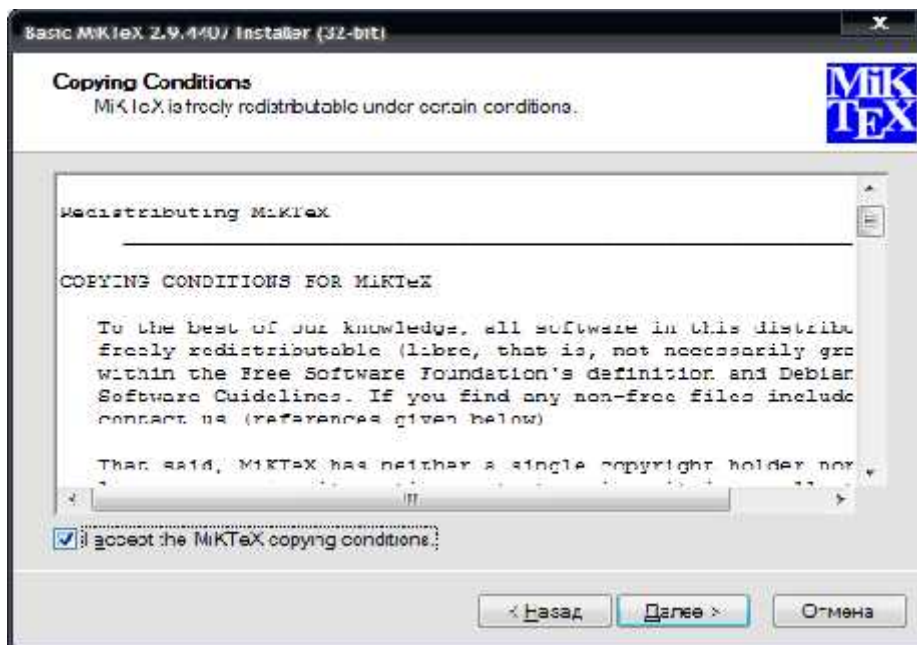 Basic MiKTeX 2.9.4407 Installer (32-bit)
X
Copying Conditions
MiKTeX is freely redistributable under certain conditions.
MiK
TEX
Redistributing MiKTeX
COPYING CONDITIONS FOR MiKTeX
To the best of our knowledge, all software in this distribu
freely redistributable (libre, that is, not necessarily gra
within the Free Software Foundation's definition and Debian
Software Guidelines. If you find any non-free files include
contact us (references given below)
That said, MiKTeX has neither a single copyright holder nor
I accept the MiKTeX copying conditions.
< Назад
Далее >
Отмена